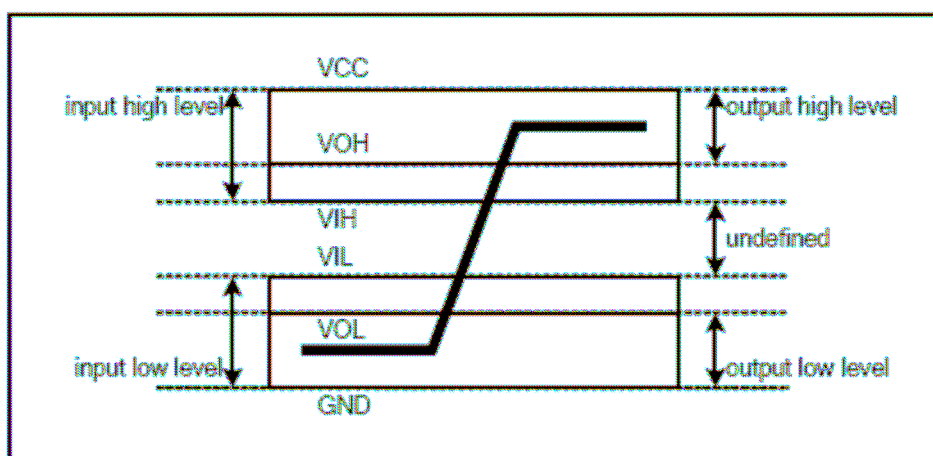 VCC
input high level
output high level
VOH
VIH
undefined
VIL
VOL
input low level
output low level
GND